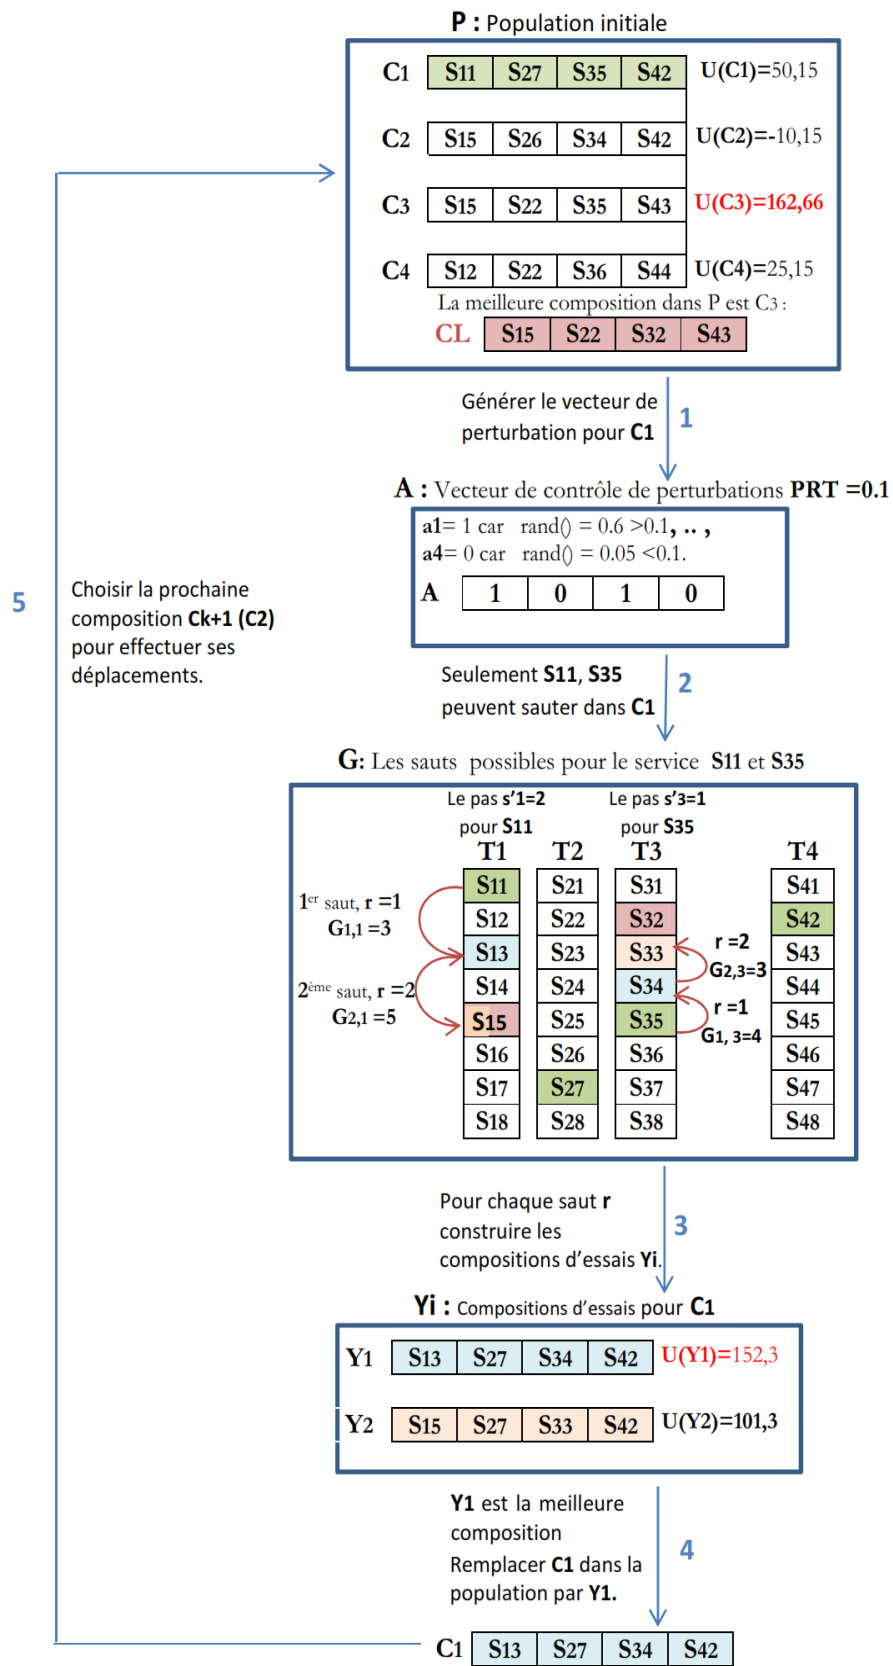 P : Population initiale
C1 S11 S27 S35 S42 U(C1)=50,15
C2 S15 S26 S34 S42 U(C2)=-10,15
C3 S15 S22 S35 S43 U(C3)=162,66
C4 S12 S22 S36 S44 U(C4)=25,15
La meilleure composition dans P est C3 :
CL S15 S22 S32 S43
Générer le vecteur de
perturbation pour C1
1
A : Vecteur de contrôle de perturbations PRT =0.1
a1= 1 car rand() = 0.6 >0.1, .. ,
a4= 0 car rand() = 0.05 <0.1.
A 1 0 1 0
5
Choisir la prochaine
composition Ck+1 (C2)
pour effectuer ses
déplacements.
Seulement S11, S35
peuvent sauter dans C1
2
G: Les sauts possibles pour le service S11 et S35
Le pas s'1=2
pour S11
Le pas s'3=1
pour S35
T1 T2 T3 T4
S11 S21 S31 S41
S12 S22 S32 S42
S13 S23 S33 S43
S14 S24 S34 S44
S15 S25 S35 S45
S16 S26 S36 S46
S17 S27 S37 S47
S18 S28 S38 S48
1er saut, r =1
G1,1 =3
2ème saut, r =2
G2,1 =5
r =2
G2,3=3
r =1
G1, 3=4
Pour chaque saut r
construire les
compositions d'essais Yi.
3
Yi : Compositions d'essais pour C1
Y1 S13 S27 S34 S42 U(Y1)=152,3
Y2 S15 S27 S33 S42 U(Y2)=101,3
Y1 est la meilleure
composition
Remplacer C1 dans la
population par Y1.
4
C1 S13 S27 S34 S42